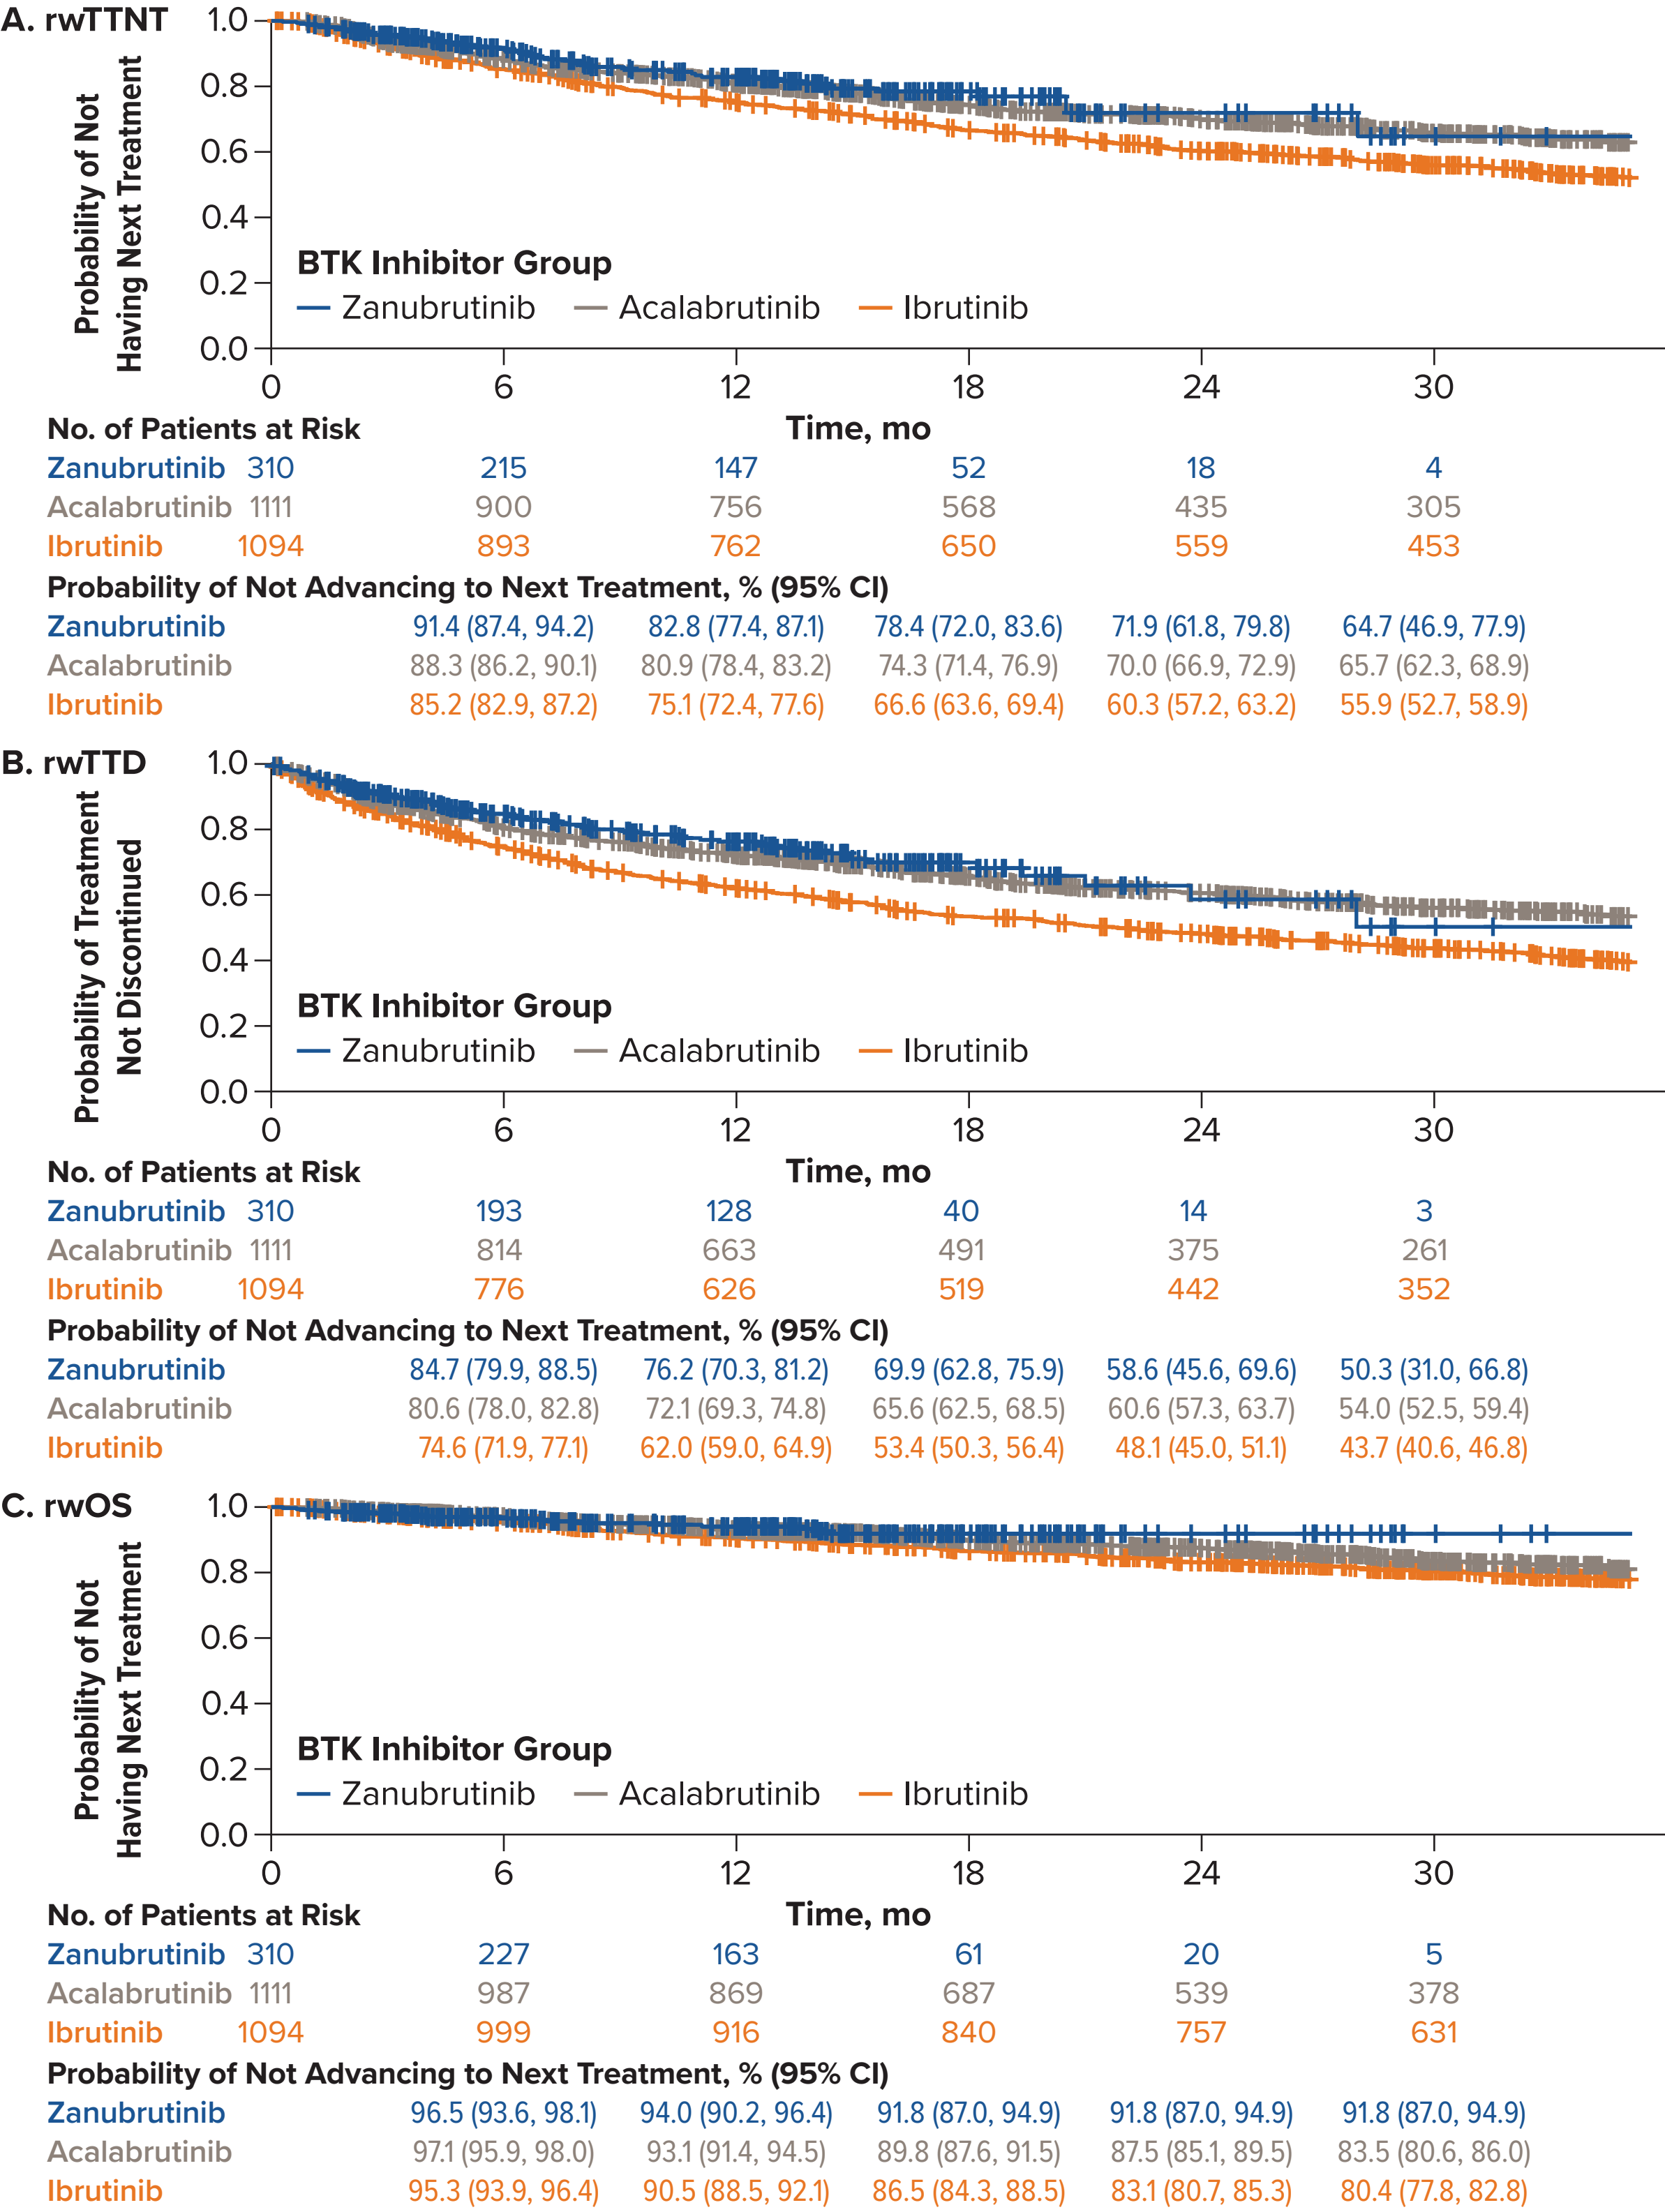 A. rwTTNT
Probability of Not
Having Next Treatment
1.0
0.8
0.6
0.4
0.2
0.0
BTK Inhibitor Group
Zanubrutinib Acalabrutinib Ibrutinib
0 6 12 18 24 30
No. of Patients at Risk Time, mo
Zanubrutinib 310 215 147 52 18 4
Acalabrutinib 1111 900 756 568 435 305
Ibrutinib 1094 893 762 650 559 453
Probability of Not Advancing to Next Treatment, % (95% CI)
Zanubrutinib 91.4 (87.4, 94.2) 82.8 (77.4, 87.1) 78.4 (72.0, 83.6) 71.9 (61.8, 79.8) 64.7 (46.9, 77.9)
Acalabrutinib 88.3 (86.2, 90.1) 80.9 (78.4, 83.2) 74.3 (71.4, 76.9) 70.0 (66.9, 72.9) 65.7 (62.3, 68.9)
Ibrutinib 85.2 (82.9, 87.2) 75.1 (72.4, 77.6) 66.6 (63.6, 69.4) 60.3 (57.2, 63.2) 55.9 (52.7, 58.9)
B. rwTTD
Probability of Treatment
Not Discontinued
1.0
0.8
0.6
0.4
0.2
0.0
BTK Inhibitor Group
Zanubrutinib Acalabrutinib Ibrutinib
0 6 12 18 24 30
No. of Patients at Risk Time, mo
Zanubrutinib 310 193 128 40 14 3
Acalabrutinib 1111 814 663 491 375 261
Ibrutinib 1094 776 626 519 442 352
Probability of Not Advancing to Next Treatment, % (95% CI)
Zanubrutinib 84.7 (79.9, 88.5) 76.2 (70.3, 81.2) 69.9 (62.8, 75.9) 58.6 (45.6, 69.6) 50.3 (31.0, 66.8)
Acalabrutinib 80.6 (78.0, 82.8) 72.1 (69.3, 74.8) 65.6 (62.5, 68.5) 60.6 (57.3, 63.7) 54.0 (52.5, 59.4)
Ibrutinib 74.6 (71.9, 77.1) 62.0 (59.0, 64.9) 53.4 (50.3, 56.4) 48.1 (45.0, 51.1) 43.7 (40.6, 46.8)
C. rwOS
Probability of Not
Having Next Treatment
1.0
0.8
0.6
0.4
0.2
0.0
BTK Inhibitor Group
Zanubrutinib Acalabrutinib Ibrutinib
0 6 12 18 24 30
No. of Patients at Risk Time, mo
Zanubrutinib 310 227 163 61 20 5
Acalabrutinib 1111 987 869 687 539 378
Ibrutinib 1094 999 916 840 757 631
Probability of Not Advancing to Next Treatment, % (95% CI)
Zanubrutinib 96.5 (93.6, 98.1) 94.0 (90.2, 96.4) 91.8 (87.0, 94.9) 91.8 (87.0, 94.9) 91.8 (87.0, 94.9)
Acalabrutinib 97.1 (95.9, 98.0) 93.1 (91.4, 94.5) 89.8 (87.6, 91.5) 87.5 (85.1, 89.5) 83.5 (80.6, 86.0)
Ibrutinib 95.3 (93.9, 96.4) 90.5 (88.5, 92.1) 86.5 (84.3, 88.5) 83.1 (80.7, 85.3) 80.4 (77.8, 82.8)